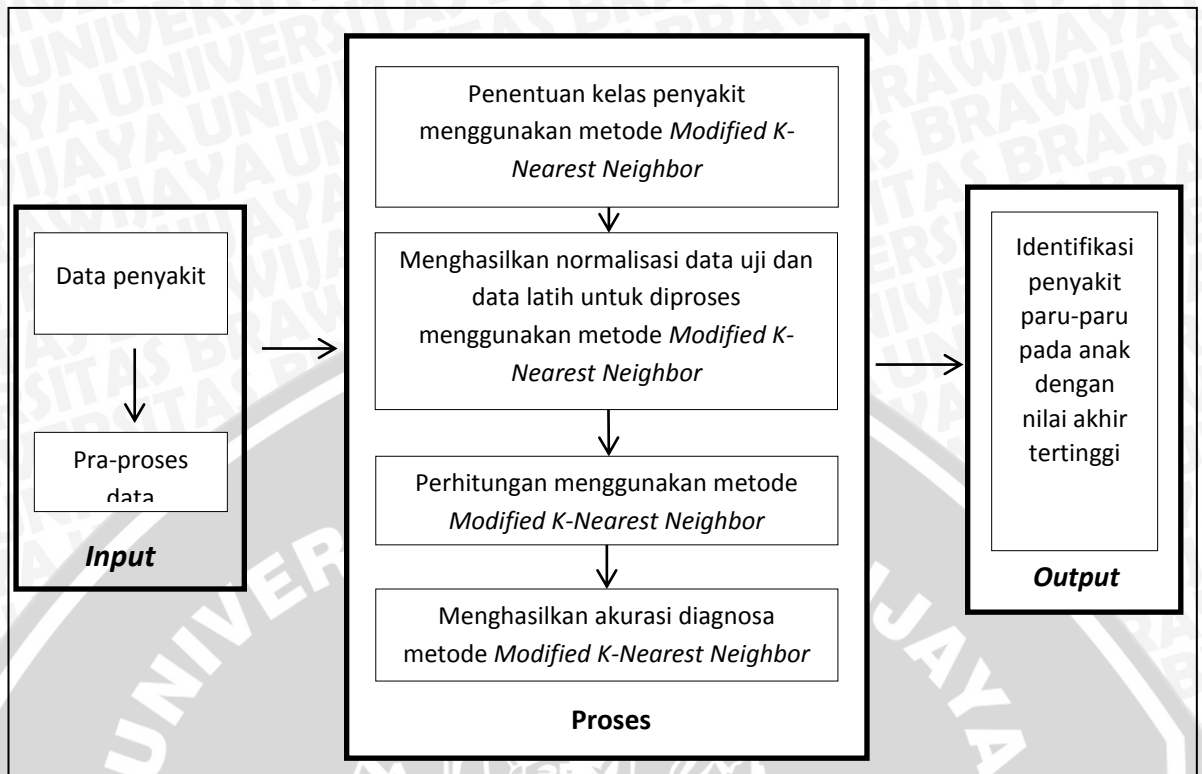 Data penyakit
Pra-proses
data
Input
Penentuan kelas penyakit
menggunakan metode Modified K-
Nearest Neighbor
Menghasilkan normalisasi data uji dan
data latih untuk diproses
menggunakan metode Modified K-
Nearest Neighbor
Perhitungan menggunakan metode
Modified K-Nearest Neighbor
Menghasilkan akurasi diagnosa
metode Modified K-Nearest Neighbor
Proses
Identifikasi
penyakit
paru-paru
pada anak
dengan
nilai akhir
tertinggi
Output